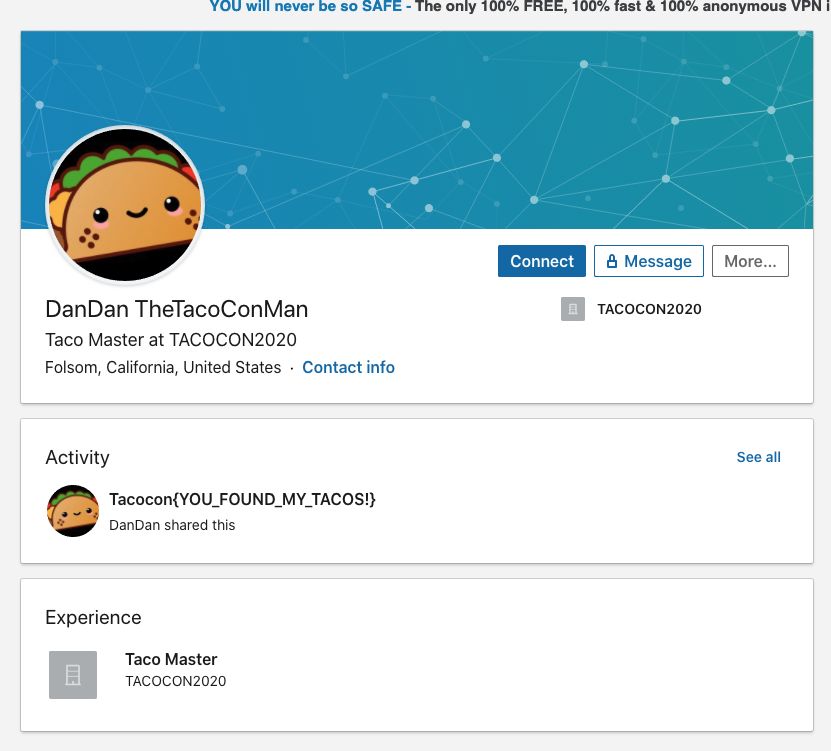 YOU will never be so SAFE - The only 100% FREE, 100% fast & 100% anonymous VPN i
Connect
Message
More...
DanDan TheTacoConMan
TACOCON2020
Taco Master at TACOCON2020
Folsom, California, United States · Contact info
Activity
See all
Tacocon{YOU_FOUND_MY_TACOS!}
DanDan shared this
Experience
Taco Master
TACOCON2020